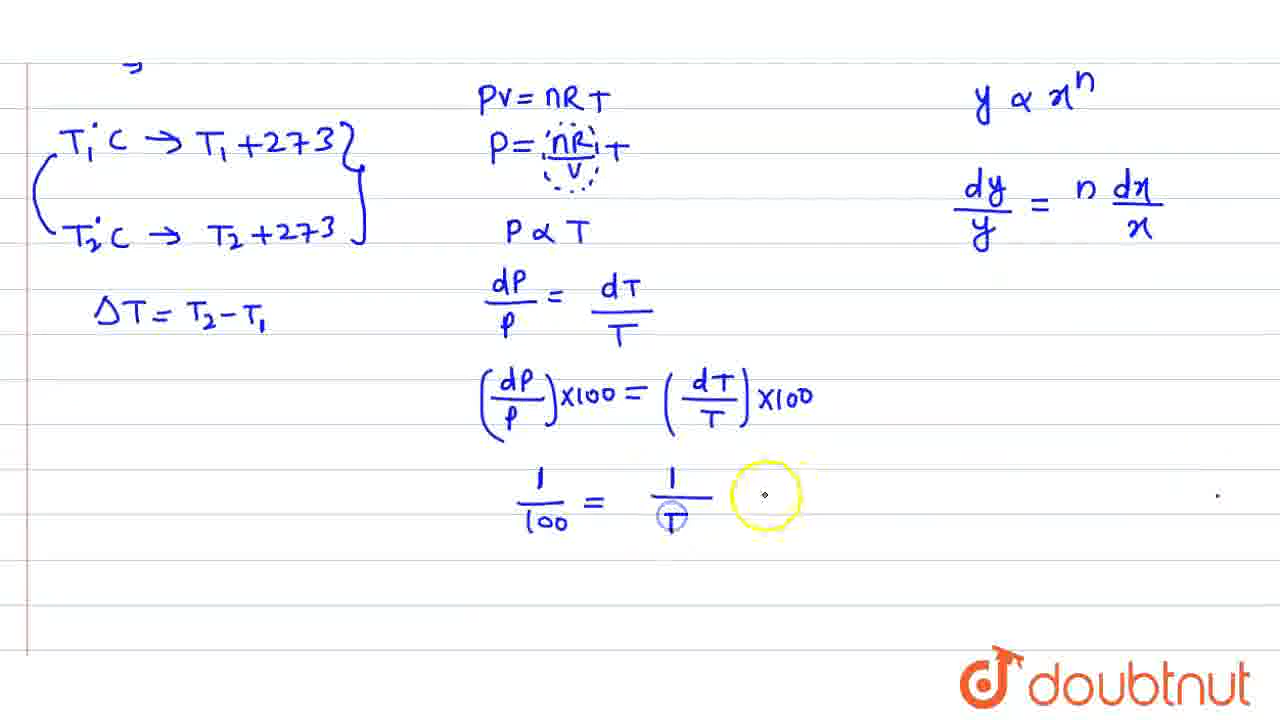 T₁°C → T₁ + 273
T₂°C → T₂ + 273
ΔT = T₂ - T₁
PV = nRT
P = nR/V T
P ∝ T
dP/P = dT/T
(dP/P) × 100 = (dT/T) × 100
1/100 = 1/T
y ∝ xⁿ
dy/y = n dx/x
doubtnut